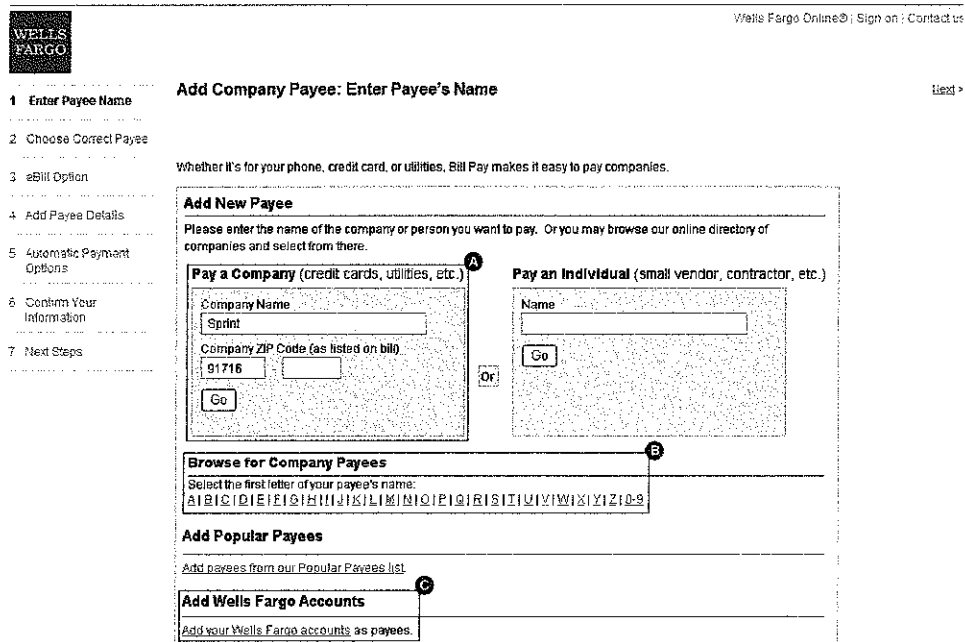 Wells Fargo Online® | Sign on | Contact us
WELLS
FARGO
1 Enter Payee Name
2 Choose Correct Payee
3 eBill Option
4 Add Payee Details
5 Automatic Payment
Options
6 Confirm Your
Information
7 Next Steps
Add Company Payee: Enter Payee's Name
Next >
Whether it's for your phone, credit card, or utilities, Bill Pay makes it easy to pay companies.
Add New Payee
Please enter the name of the company or person you want to pay. Or you may browse our online directory of
companies and select from there.
A
Pay a Company (credit cards, utilities, etc.)
Company Name
Sprint
Company ZIP Code (as listed on bill)
91716 -
Go
Or
Pay an Individual (small vendor, contractor, etc.)
Name
Go
B
Browse for Company Payees
Select the first letter of your payee's name:
A|B|C|D|E|F|G|H|I|J|K|L|M|N|O|P|Q|R|S|T|U|V|W|X|Y|Z|0-9
Add Popular Payees
Add payees from our Popular Payees list
C
Add Wells Fargo Accounts
Add your Wells Fargo accounts as payees.